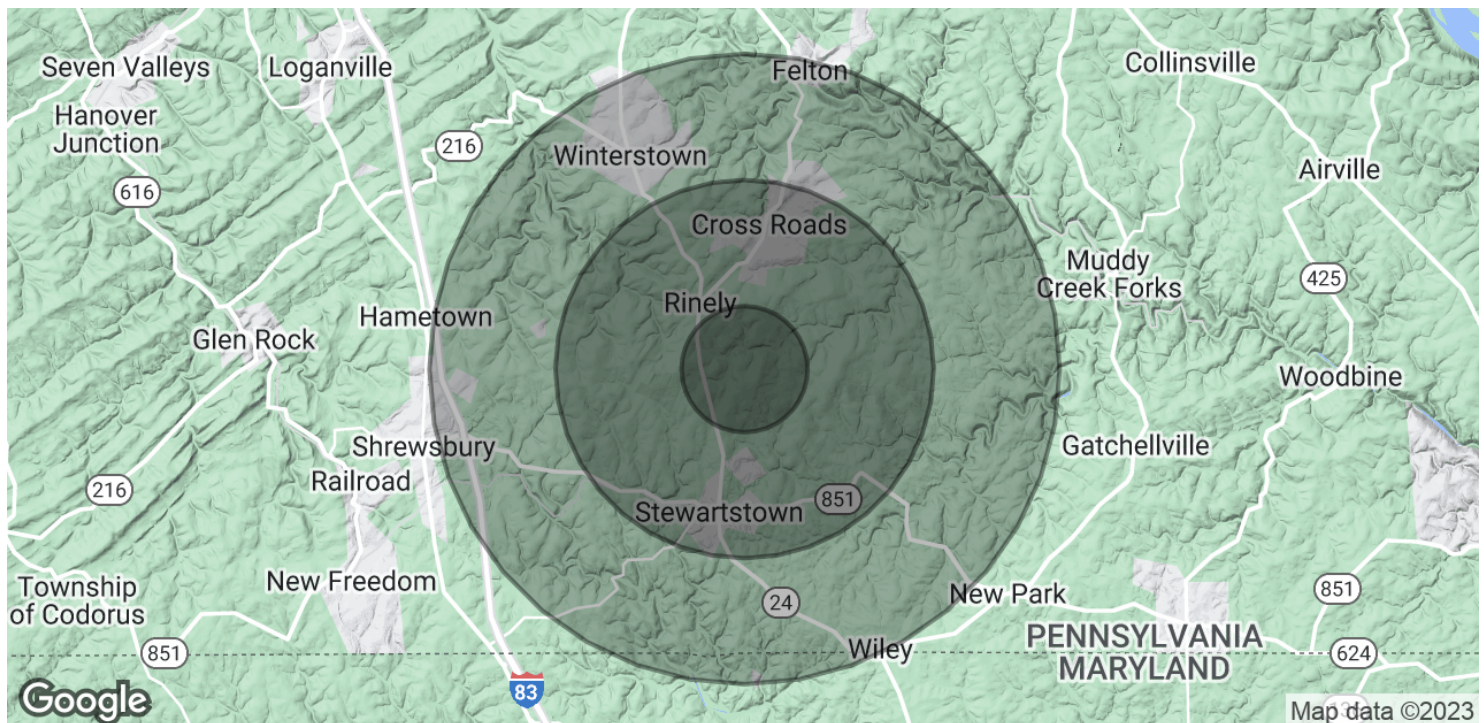 Seven Valleys
Loganville
Felton
Collinsville
Hanover
Junction
216
Winterstown
Airville
616
Cross Roads
Muddy
Creek Forks
425
Rinely
Hametown
Glen Rock
Woodbine
Shrewsbury
Gatchellville
Railroad
216
851
Stewartstown
New Freedom
Township
of Codorus
New Park
851
24
PENNSYLVANIA
MARYLAND
Wiley
851
624
83
Google
Map data ©2023